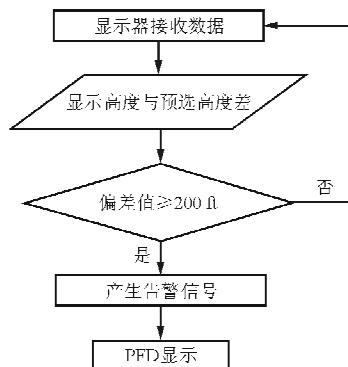 显示器接收数据
显示高度与预选高度差
偏差值≥200 ft
否
是
产生告警信号
PFD显示